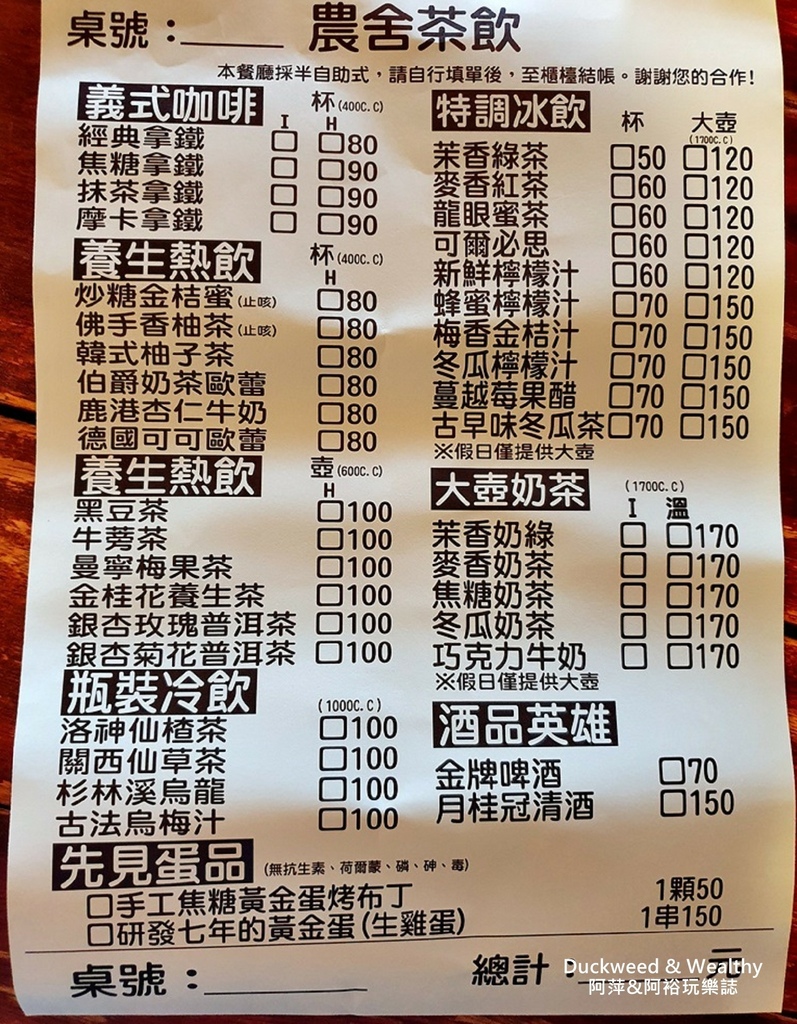 桌號：______ 農舍茶飲
本餐廳採半自助式，請自行填單後，至櫃檯結帳。謝謝您的合作！
義式咖啡 杯(400C.C)
I H
經典拿鐵 □ □80
焦糖拿鐵 □ □90
抹茶拿鐵 □ □90
摩卡拿鐵 □ □90
養生熱飲 杯(400C.C)
H
炒糖金桔蜜(止咳) □80
佛手香柚茶(止咳) □80
韓式柚子茶 □80
伯爵奶茶歐蕾 □80
鹿港杏仁牛奶 □80
德國可可歐蕾 □80
養生熱飲 壺(600C.C)
H
黑豆茶 □100
牛蒡茶 □100
曼寧梅果茶 □100
金桂花養生茶 □100
銀杏玫瑰普洱茶 □100
銀杏菊花普洱茶 □100
瓶裝冷飲 (1000C.C)
洛神仙楂茶 □100
關西仙草茶 □100
杉林溪烏龍 □100
古法烏梅汁 □100
特調冰飲 杯 大壺
(1700C.C)
茉香綠茶 □50 □120
麥香紅茶 □60 □120
龍眼蜜茶 □60 □120
可爾必思 □60 □120
新鮮檸檬汁 □60 □120
蜂蜜檸檬汁 □70 □150
梅香金桔汁 □70 □150
冬瓜檸檬汁 □70 □150
蔓越莓果醋 □70 □150
古早味冬瓜茶 □70 □150
※假日僅提供大壺
大壺奶茶 (1700C.C)
I 溫
茉香奶綠 □ □170
麥香奶茶 □ □170
焦糖奶茶 □ □170
冬瓜奶茶 □ □170
巧克力牛奶 □ □170
※假日僅提供大壺
酒品英雄
金牌啤酒 □70
月桂冠清酒 □150
先見蛋品 (無抗生素、荷爾蒙、磷、砷、毒)
□手工焦糖黃金蛋烤布丁 1顆50
□研發七年的黃金蛋(生雞蛋) 1串150
桌號：______ 總計：______元
Duckweed & Wealthy
阿萍&阿裕玩樂誌